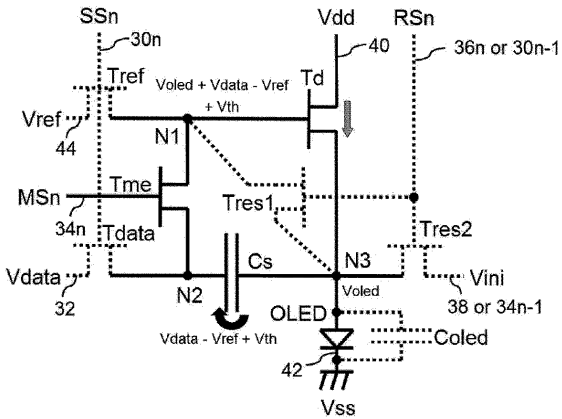 SSn
Vdd
RSn
30n
40
36n or 30n-1
Tref
Voled + Vdata - Vref
+ Vth
Td
Vref
44
N1
MSn
Tme
34n
Tres1
Tdata
Tres2
Cs
N3
Vdata
Vini
32
N2
Voled
38 or 34n-1
OLED
Vdata - Vref + Vth
42
Coled
Vss